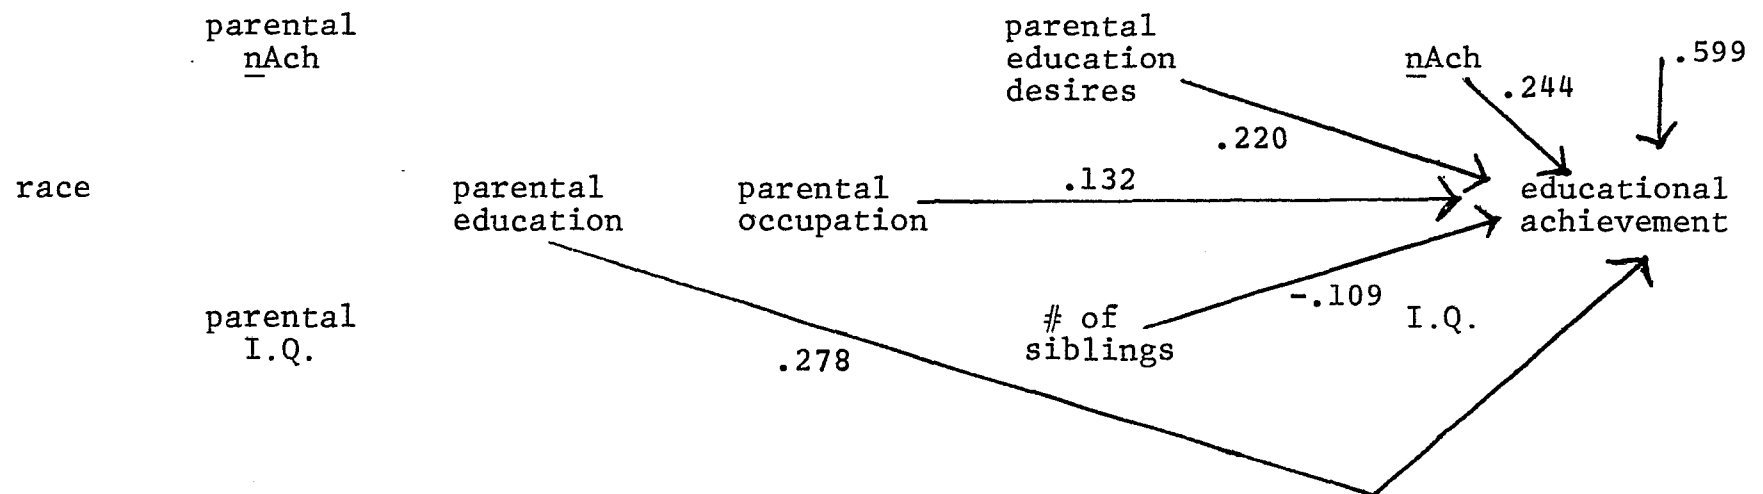 parental
nAch
parental
education
desires
nAch
.599
.244
.220
race
parental
education
parental
occupation
.132
educational
achievement
parental
I.Q.
# of
siblings
-.109
I.Q.
.278